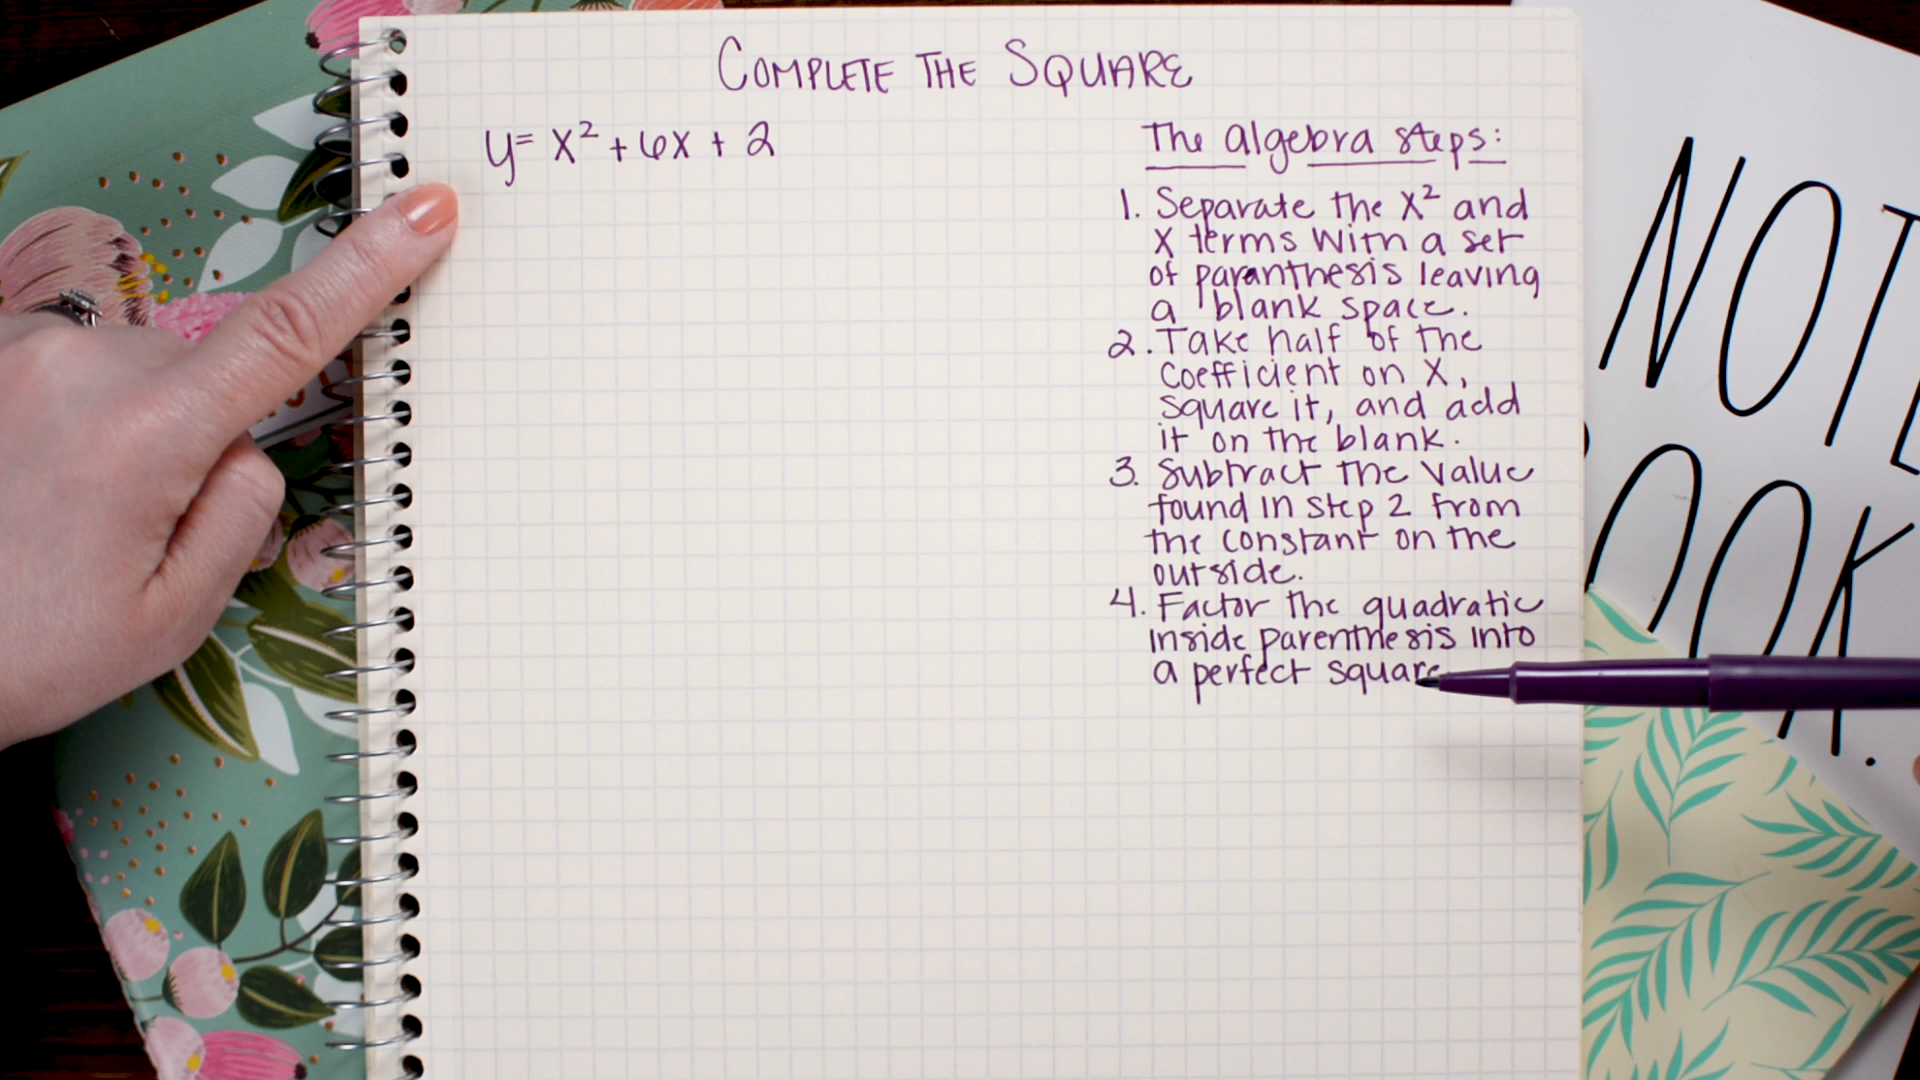 COMPLETE THE SQUARE
y= x² + 6x + 2
The algebra steps:
1. Separate the x² and
x terms with a set
of paranthesis leaving
a blank space.
2. Take half of the
coefficient on x,
square it, and add
it on the blank.
3. Subtract the value
found in step 2 from
the constant on the
outside.
4. Factor the quadratic
inside parenthesis into
a perfect square
NOTE
OOK.